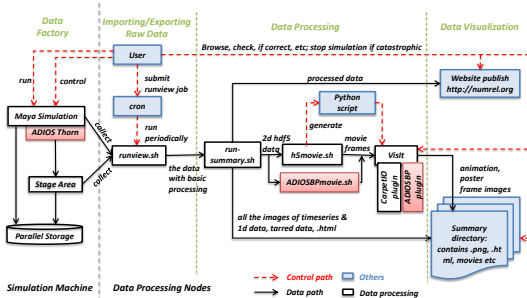 Data
Factory
Importing/Exporting
Raw Data
Data Processing
Data Visualization
User
Browse, check, if correct, etc; stop simulation if catastrophic
run
control
submit
runview job
processed data
Website publish
http://numrel.org
cron
Python
script
Maya Simulation
ADIOS Thorn
run
periodically
collect
generate
2d hdf5
data
movie
frames
runview.sh
run-
summary.sh
h5movie.sh
VisIt
Stage Area
collect
the data
with basic
processing
ADIOSBPmovie.sh
CarpetIO
plugin
ADIOSBP
plugin
animation,
poster
frame images
all the images of timeseries &
1d data, tarred data, .html
Parallel Storage
Summary
directory:
contains .png, .ht
ml, movies etc
Simulation Machine
Data Processing Nodes
Control path
Others
Data path
Data processing